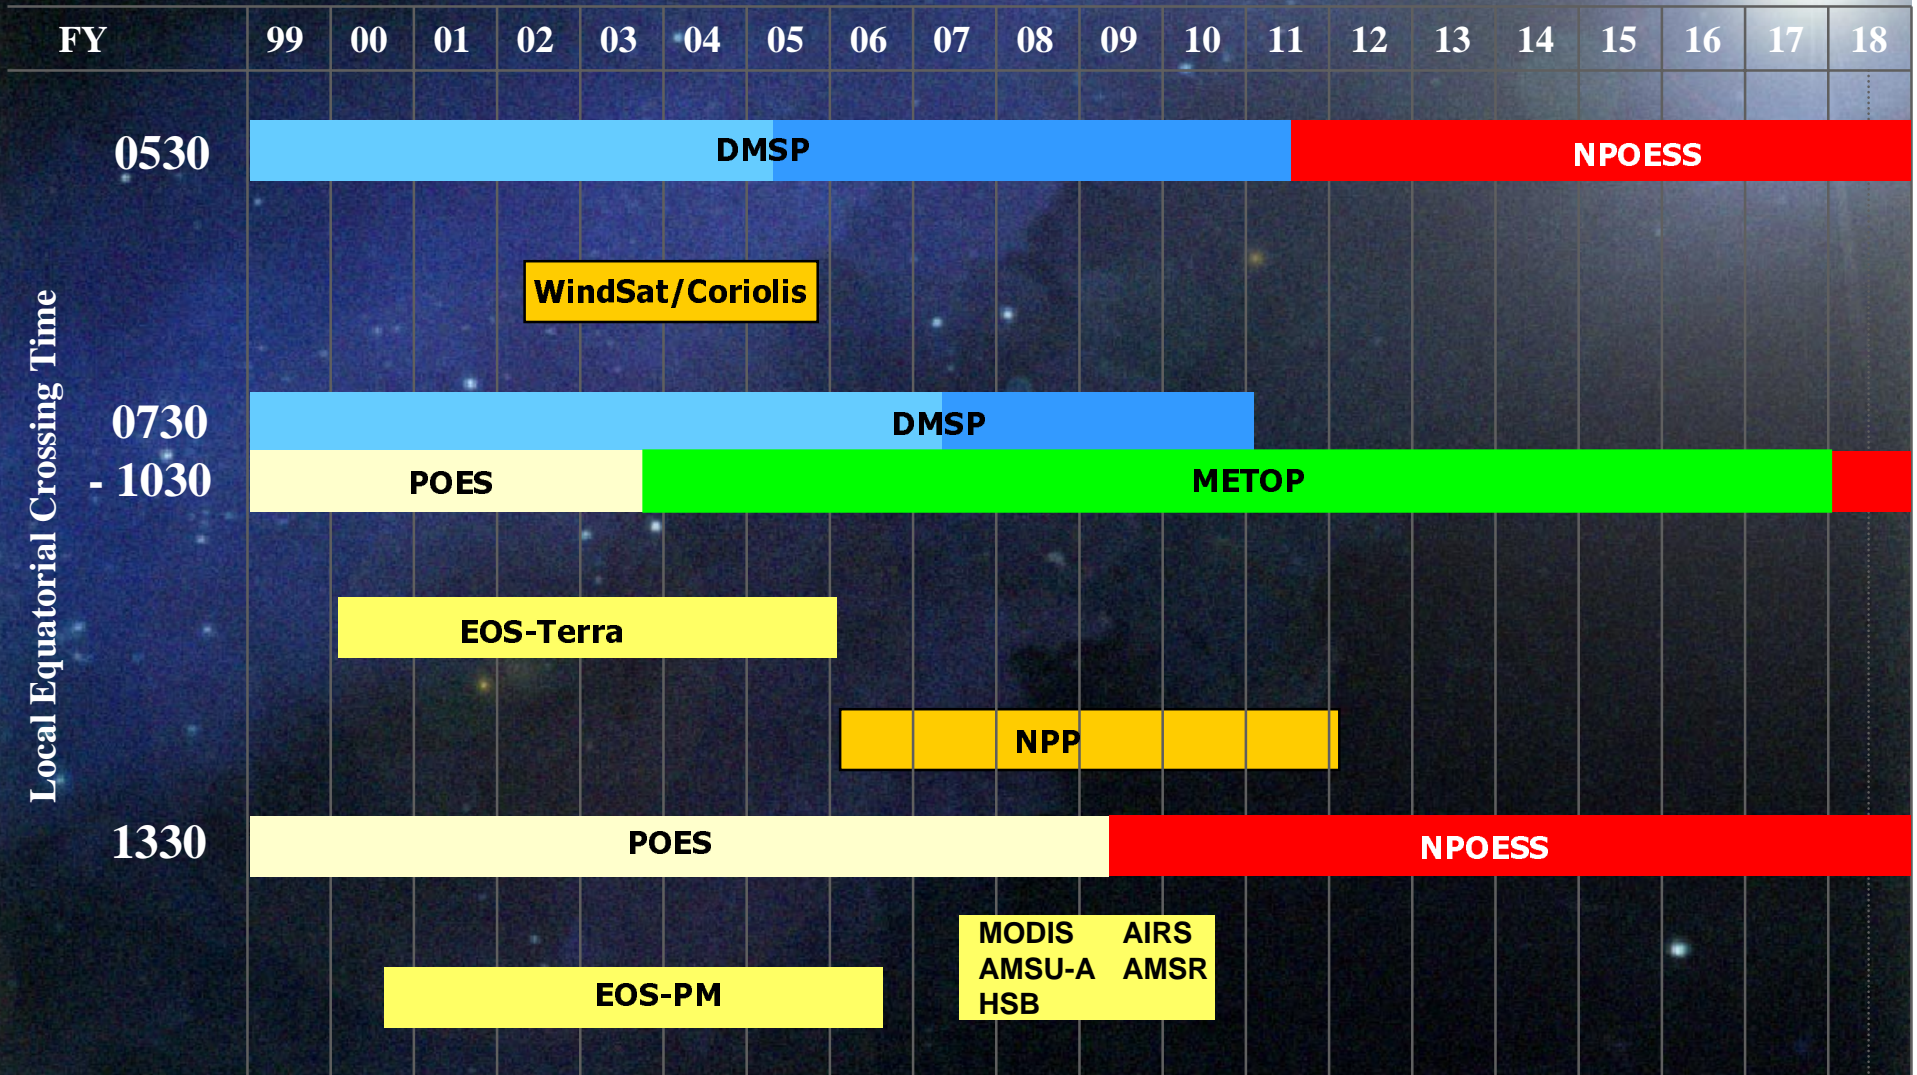 FY 99 00 01 02 03 04 05 06 07 08 09 10 11 12 13 14 15 16 17 18
Local Equatorial Crossing Time
0530 DMSP NPOESS
WindSat/Coriolis
0730 DMSP
- 1030 POES METOP
EOS-Terra
NPP
1330 POES NPOESS
MODIS AIRS
AMSU-A AMSR
HSB
EOS-PM